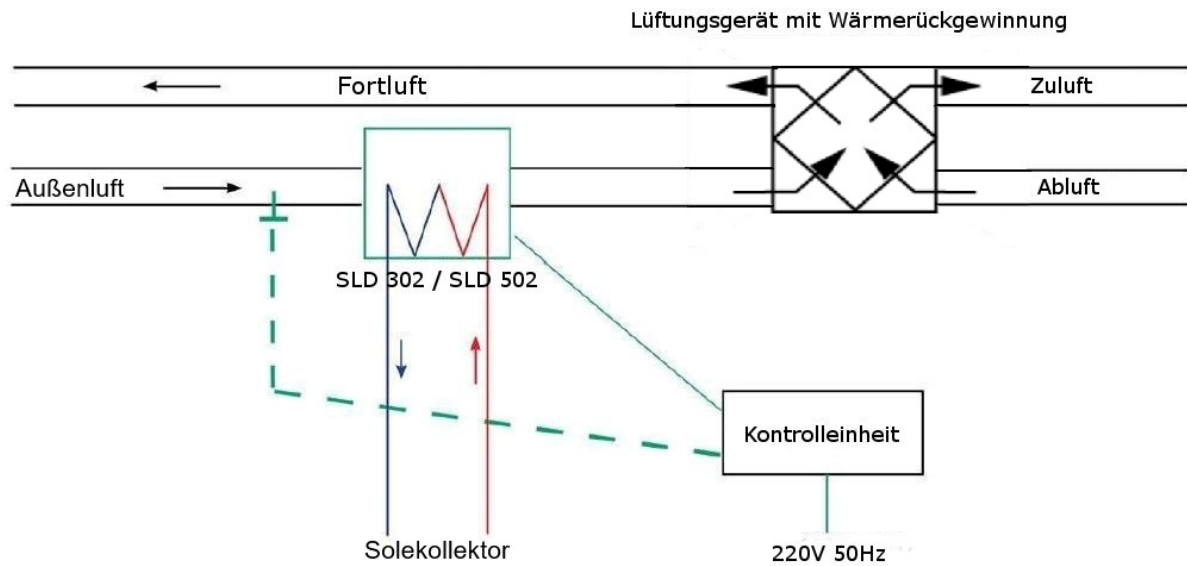 Lüftungsgerät mit Wärmerückgewinnung
Fortluft
Zuluft
Außenluft
Abluft
SLD 302 / SLD 502
Kontrolleinheit
Solekollektor
220V 50Hz